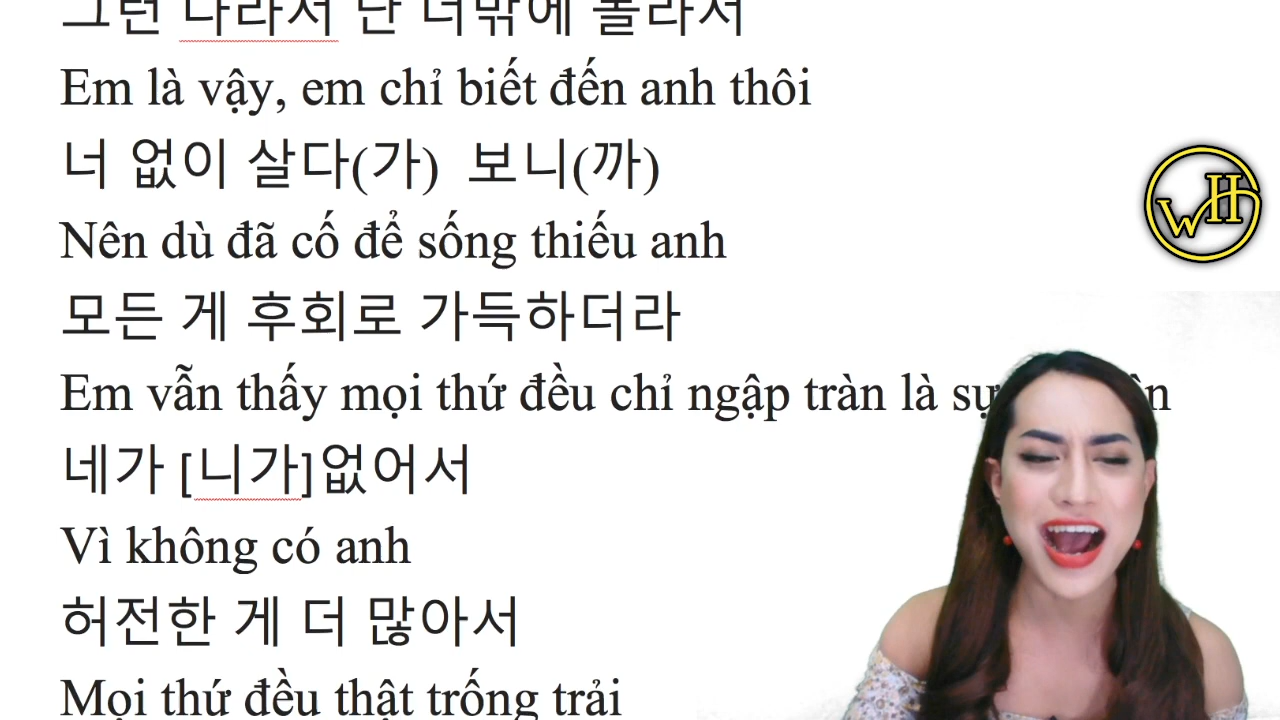 그런 나라서 난 너밖에 몰라서
Em là vậy, em chỉ biết đến anh thôi
너 없이 살다(가) 보니(까)
Nên dù đã cố để sống thiếu anh
모든 게 후회로 가득하더라
Em vẫn thấy mọi thứ đều chỉ ngập tràn là sự
네가 [니가]없어서
Vì không có anh
허전한 게 더 많아서
Mọi thứ đều thật trống trải
WH